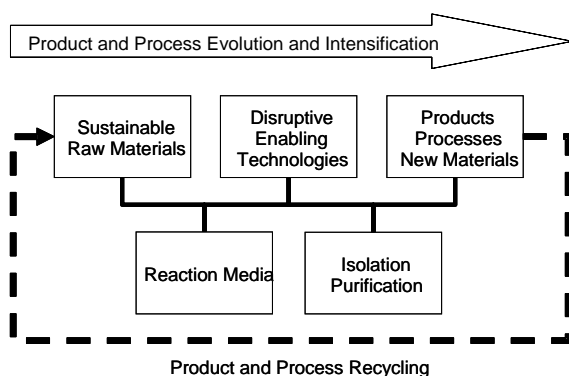 Product and Process Evolution and Intensification
Sustainable
Raw Materials
Disruptive
Enabling
Technologies
Products
Processes
New Materials
Reaction Media
Isolation
Purification
Product and Process Recycling